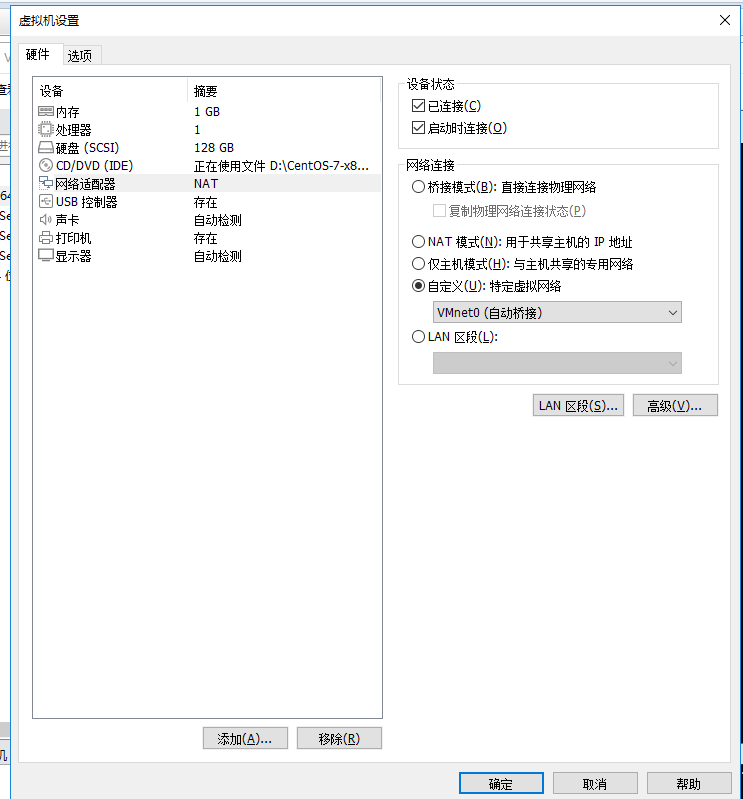 虚拟机设置
硬件 选项
设备 摘要
内存 1 GB
处理器 1
硬盘 (SCSI) 128 GB
CD/DVD (IDE) 正在使用文件 D:\CentOS-7-x8...
网络适配器 NAT
USB 控制器 存在
声卡 自动检测
打印机 存在
显示器 自动检测
添加(A)... 移除(R)
设备状态
已连接(C)
启动时连接(O)
网络连接
桥接模式(B): 直接连接物理网络
复制物理网络连接状态(P)
NAT 模式(N): 用于共享主机的 IP 地址
仅主机模式(H): 与主机共享的专用网络
自定义(U): 特定虚拟网络
VMnet0 (自动桥接)
LAN 区段(L):
LAN 区段(S)... 高级(V)...
确定 取消 帮助